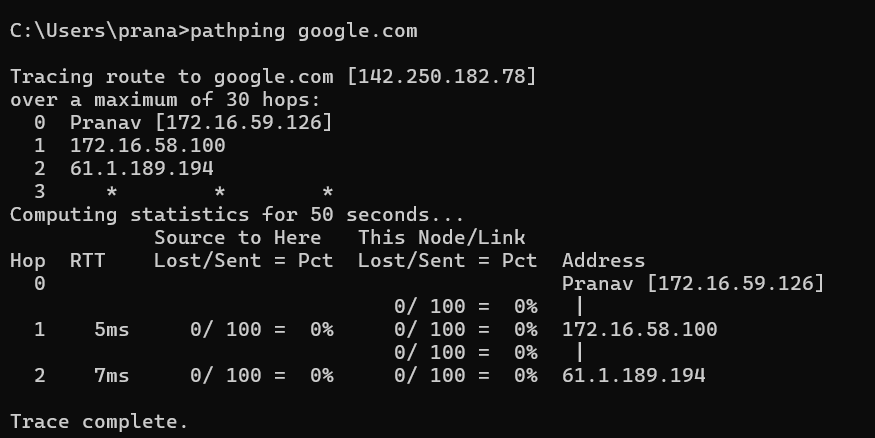 C:\Users\prana>pathping google.com
Tracing route to google.com [142.250.182.78]
over a maximum of 30 hops:
  0  Pranav [172.16.59.126]
  1  172.16.58.100
  2  61.1.189.194
  3     *        *        *
Computing statistics for 50 seconds...
            Source to Here   This Node/Link
Hop  RTT    Lost/Sent = Pct  Lost/Sent = Pct  Address
  0                                           Pranav [172.16.59.126]
                                0/ 100 =  0%   |
  1    5ms     0/ 100 =  0%     0/ 100 =  0%  172.16.58.100
                                0/ 100 =  0%   |
  2    7ms     0/ 100 =  0%     0/ 100 =  0%  61.1.189.194
Trace complete.